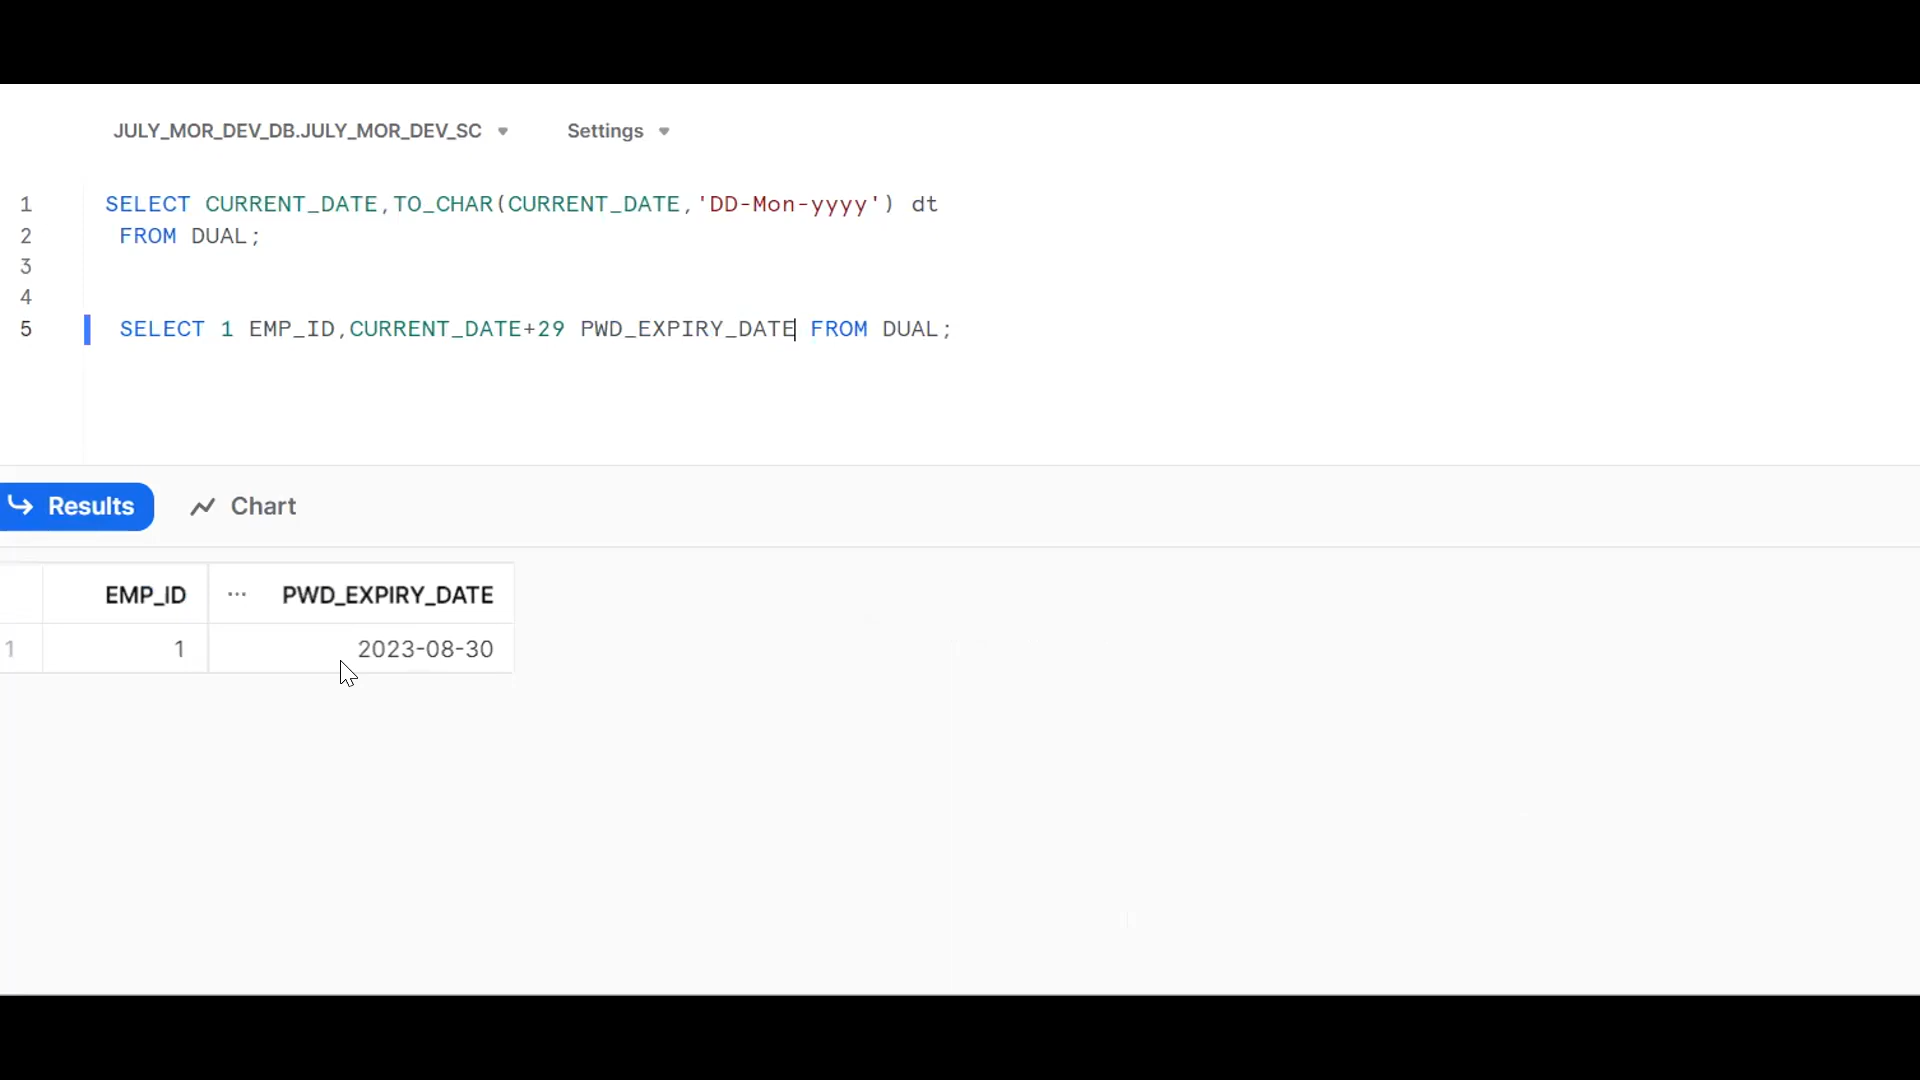 JULY_MOR_DEV_DB.JULY_MOR_DEV_SC Settings
1 SELECT CURRENT_DATE,TO_CHAR(CURRENT_DATE,'DD-Mon-yyyy') dt
2 FROM DUAL;
3
4
5 SELECT 1 EMP_ID,CURRENT_DATE+29 PWD_EXPIRY_DATE FROM DUAL;
Results Chart
EMP_ID ... PWD_EXPIRY_DATE
1 1 2023-08-30